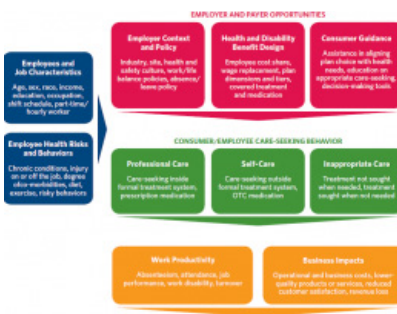 EMPLOYER AND PAYER OPPORTUNITIES
Employees and
Job Characteristics
Age, sex, race, income,
education, occupation,
shift schedule, part-time/
hourly worker
Employee Health Risks
and Behaviors
Chronic conditions, injury
on or off the job, degree
of co-morbidities, diet,
exercise, risky behaviors
Employer Context
and Policy
Industry, site, health and
safety culture, work/life
balance policies, absence/
leave policy
Health and Disability
Benefit Design
Employee cost share,
wage replacement, plan
dimensions and tiers,
covered treatment
and medication
Consumer Guidance
Assistance in aligning
plan choice with health
needs, education on
appropriate care-seeking,
decision-making tools
CONSUMER/EMPLOYEE CARE-SEEKING BEHAVIOR
Professional Care
Care-seeking inside
formal treatment system,
prescription medication
Self-Care
Care-seeking outside
formal treatment system,
OTC medication
Inappropriate Care
Treatment not sought
when needed, treatment
sought when not needed
Work Productivity
Absenteeism, attendance, job
performance, work disability, turnover
Business Impacts
Operational and business costs, lower-
quality products or services, reduced
customer satisfaction, revenue loss